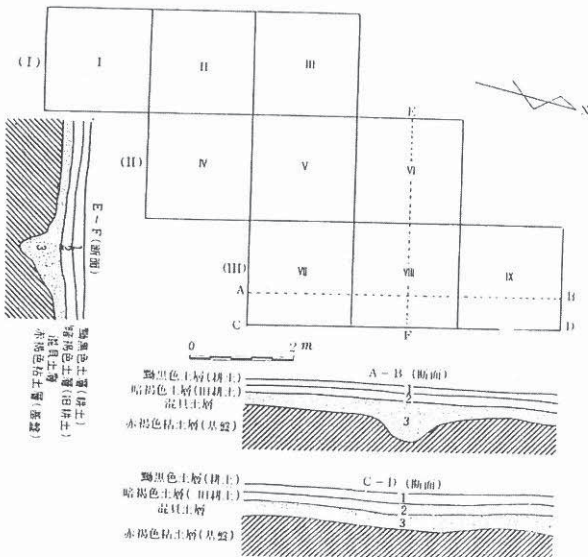 (I) I II III
N
E
(II) IV V VI
(III) VII VIII IX
A B
C F D
0 2 m
E-F (断面)
1
2
3
黝黒色土層(耕土)
暗褐色土層(旧耕土)
混貝土層
赤褐色粘土層(基盤)
A-B (断面)
黝黒色土層(耕土) 1
暗褐色土層(旧耕土) 2
混貝土層 3
赤褐色粘土層(基盤)
C-D (断面)
黝黒色土層(耕土) 1
暗褐色土層(旧耕土) 2
混貝土層 3
赤褐色粘土層(基盤)